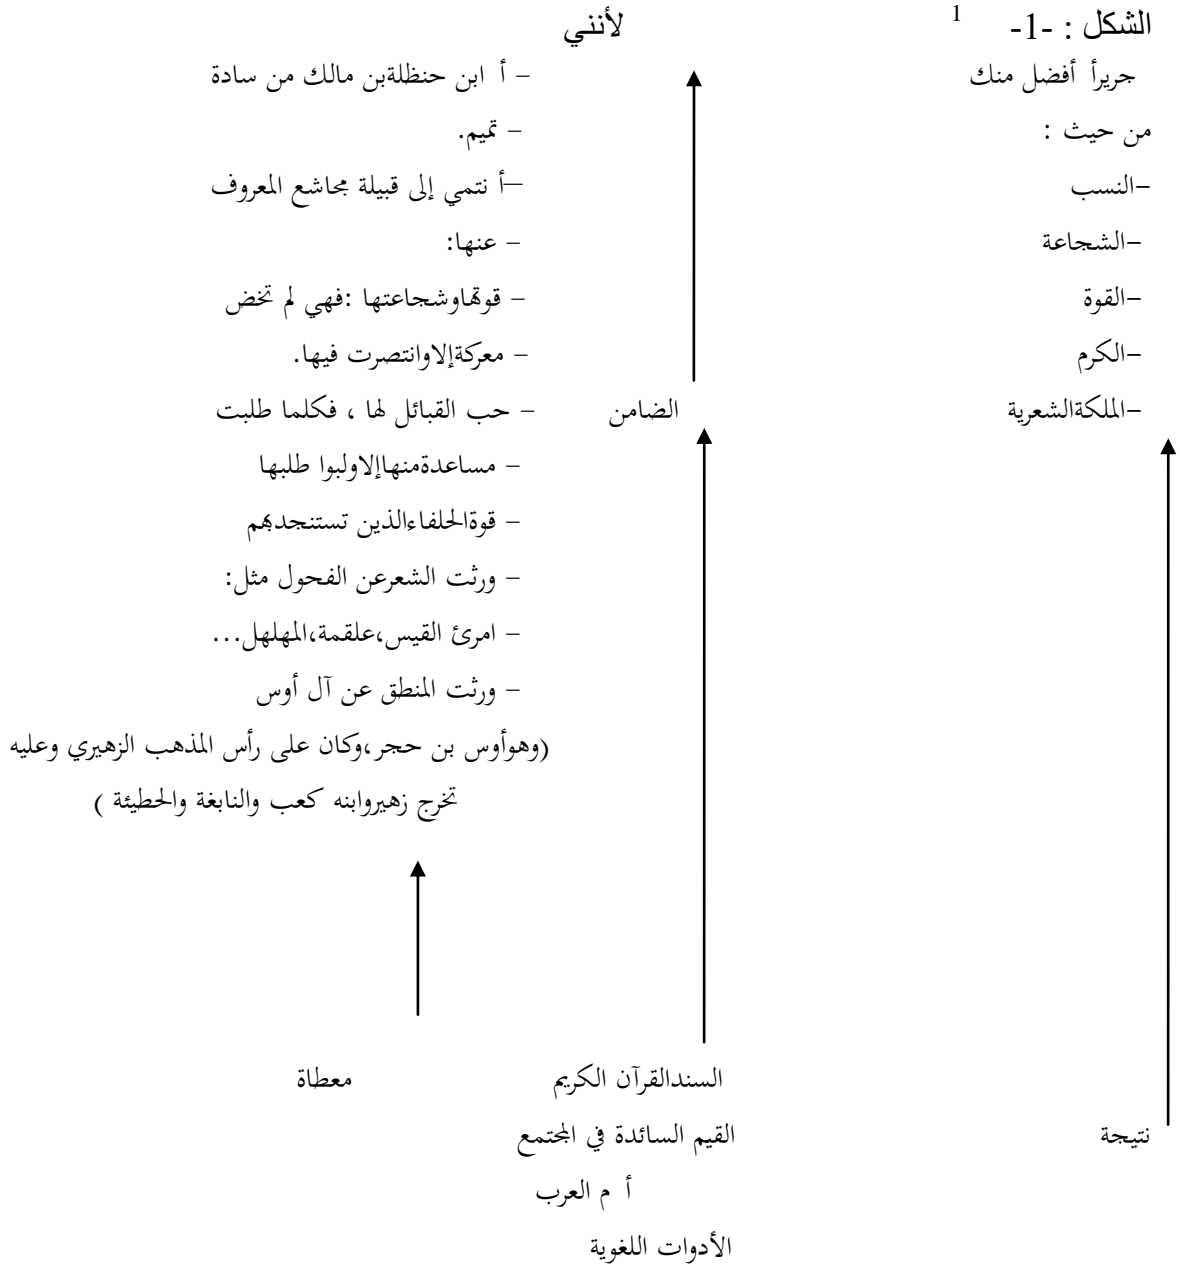 الشكل : -1- 1 لأنني
جريرأ أفضل منك
من حيث :
–النسب
–الشجاعة
–القوة
–الكرم
–الملكةالشعرية
– أ ابن حنظلةبن مالك من سادة
– تميم.
–أ نتمي إلى قبيلة مجاشع المعروف
– عنها:
– قوتهاوشجاعتها :فهي لم تخض
– معركةإلاوانتصرت فيها.
– حب القبائل لها ، فكلما طلبت
– مساعدةمنهاإلاولبوا طلبها
– قوةالحلفاءالذين تستنجدبهم
– ورثت الشعرعن الفحول مثل:
– امرئ القيس،علقمة،المهلهل...
– ورثت المنطق عن آل أوس
(وهوأوس بن حجر،وكان على رأس المذهب الزهيري وعليه
تخرج زهيروابنه كعب والنابغة والحطيئة )
الضامن
السندالقرآن الكريم
القيم السائدة في المجتمع
أ م العرب
الأدوات اللغوية
معطاة
نتيجة